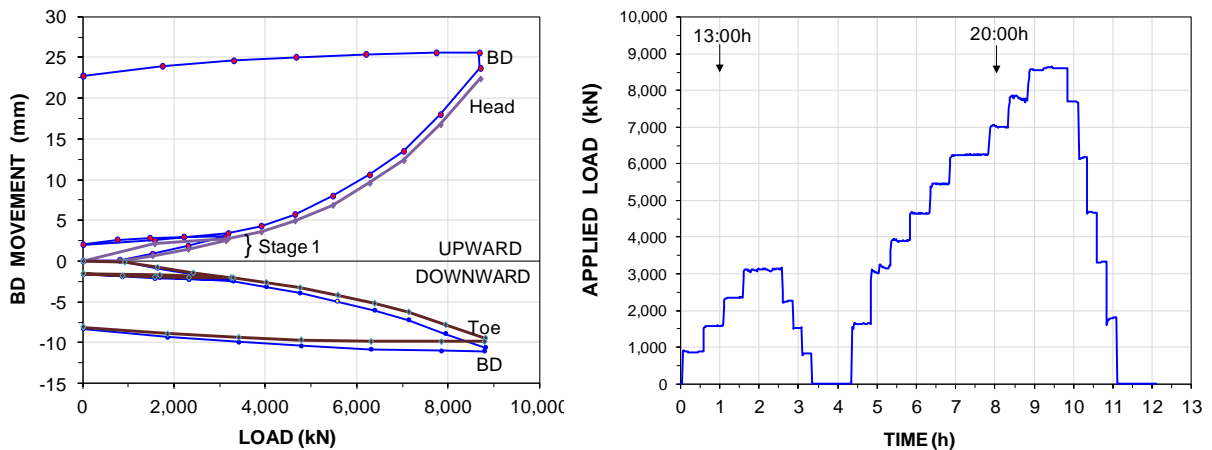 30
25
20
15
10
5
0
-5
-10
-15
0
2,000
4,000
6,000
8,000
10,000
BD MOVEMENT (mm)
LOAD (kN)
BD
Head
} Stage 1
UPWARD
DOWNWARD
Toe
BD
10,000
9,000
8,000
7,000
6,000
5,000
4,000
3,000
2,000
1,000
0
0 1 2 3 4 5 6 7 8 9 10 11 12 13
APPLIED LOAD (kN)
TIME (h)
13:00h
20:00h